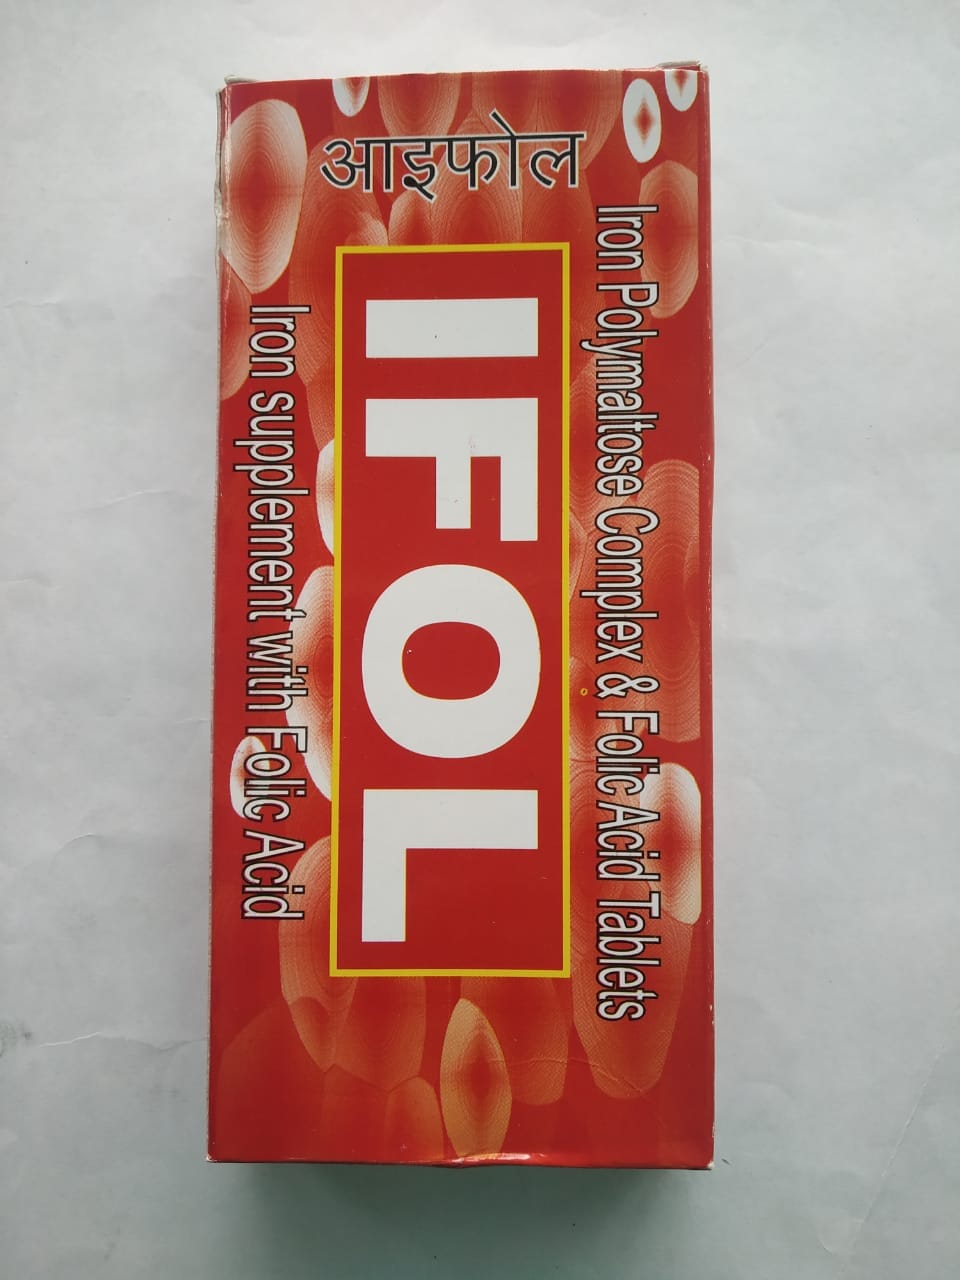 आइफोल
Iron Polymaltose Complex & Folic Acid Tablets
IFOL
Iron supplement with Folic Acid